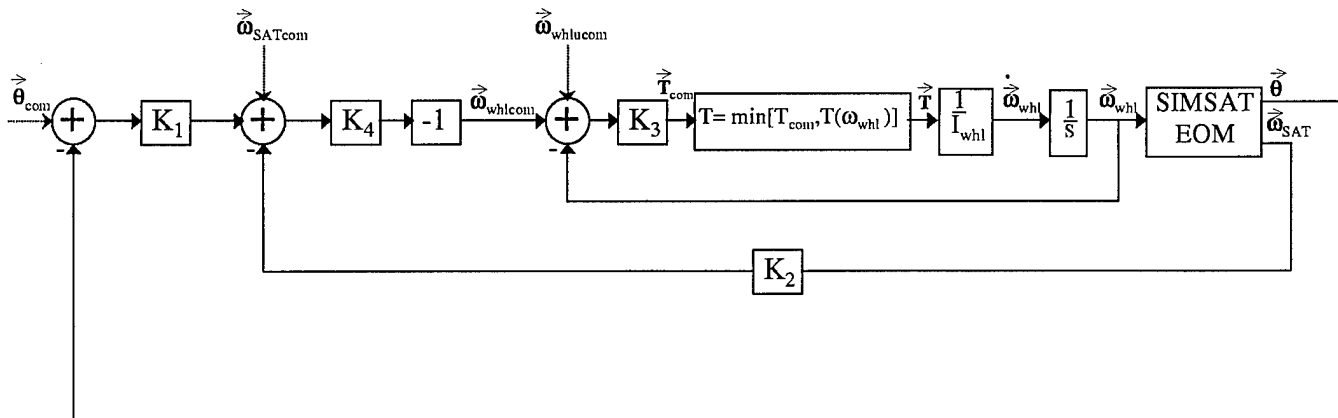 ω⃗SATcom
ω⃗whlucom
θ⃗com
+
-
K₁
+
-
K₄
-1
ω⃗whlcom
+
-
K₃
T⃗com
T= min[Tcom,T(ωwhl)]
T⃗
1
Iwhl
ω̇⃗whl
1
s
ω⃗whl
SIMSAT
EOM
θ⃗
ω⃗SAT
K₂